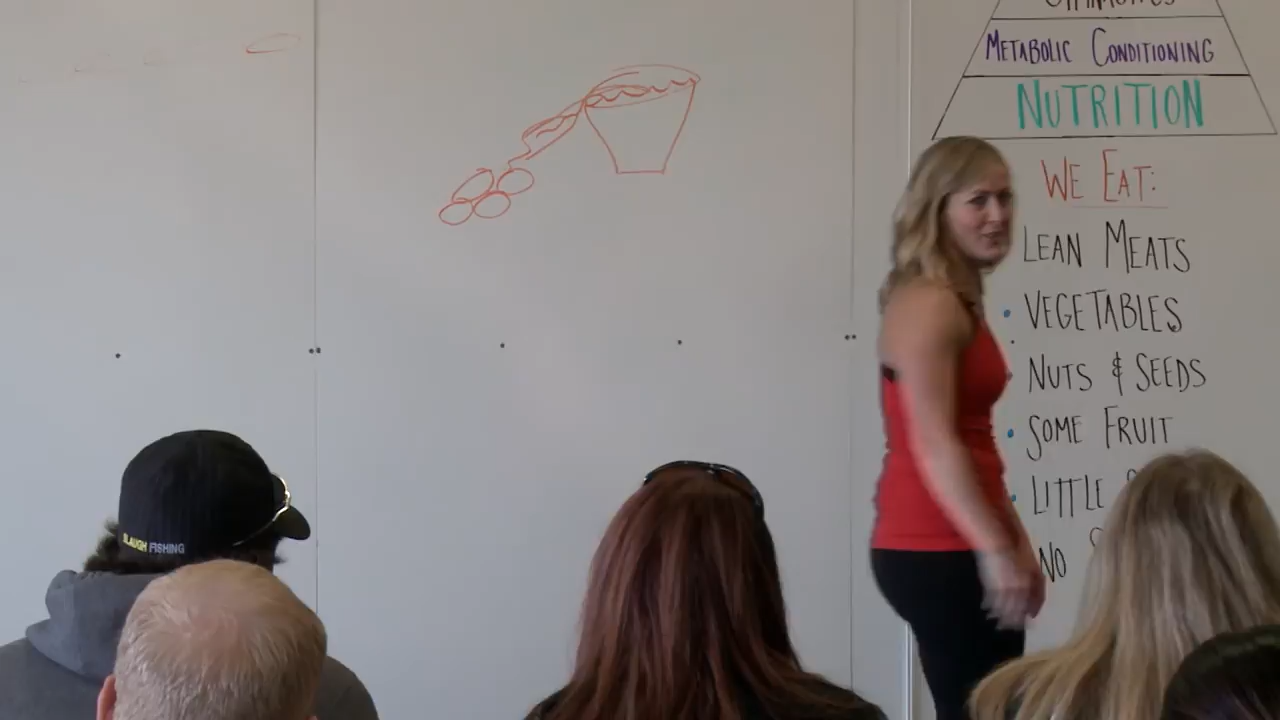 METABOLIC CONDITIONING
NUTRITION
WE EAT:
LEAN MEATS
• VEGETABLES
• NUTS & SEEDS
• SOME FRUIT
• LITTLE
NO
SLAUGH FISHING